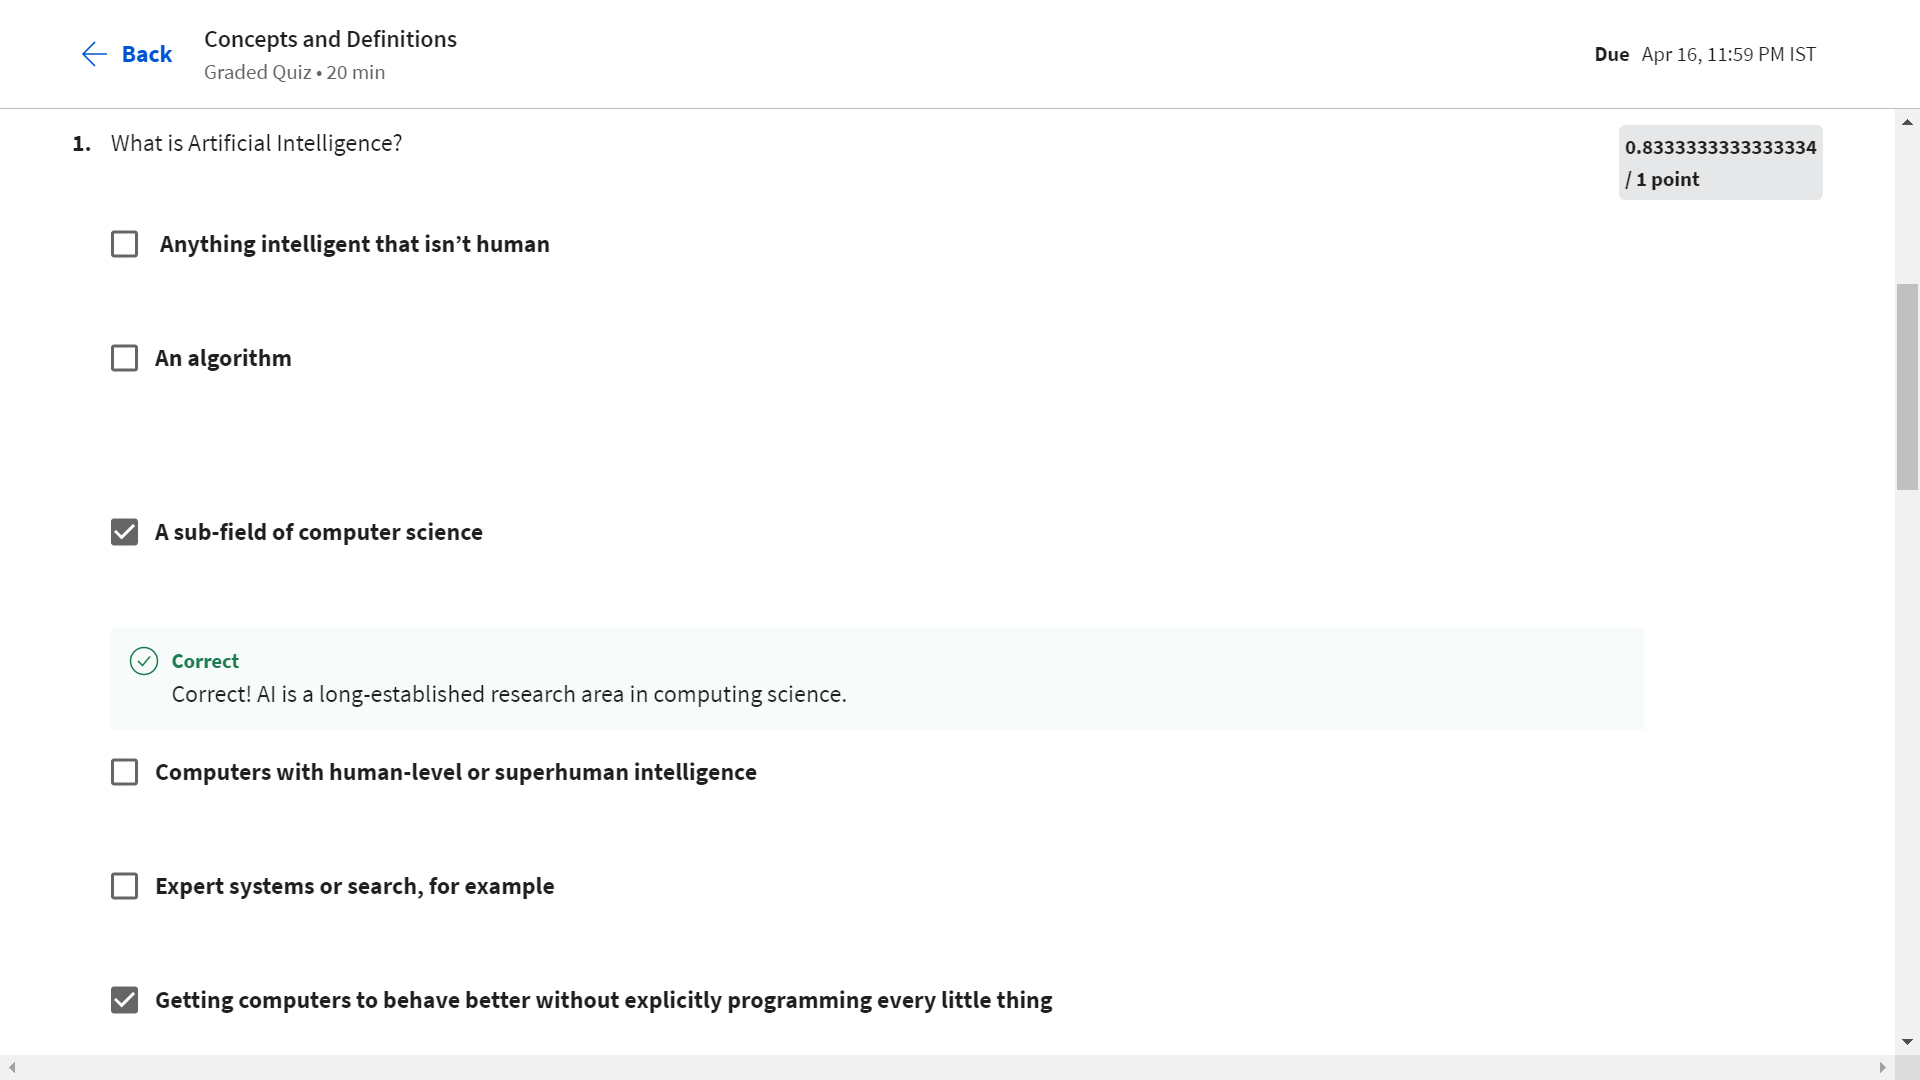 Back
Concepts and Definitions
Graded Quiz • 20 min
Due Apr 16, 11:59 PM IST
1. What is Artificial Intelligence?
0.8333333333333334
/ 1 point
Anything intelligent that isn’t human
An algorithm
A sub-field of computer science
Correct
Correct! AI is a long-established research area in computing science.
Computers with human-level or superhuman intelligence
Expert systems or search, for example
Getting computers to behave better without explicitly programming every little thing